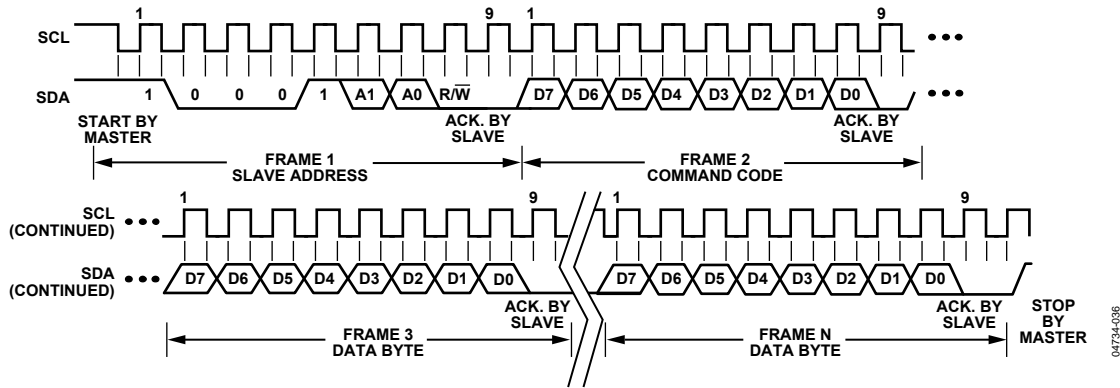 1 9 1 9
SCL
SDA 1 0 0 0 1 A1 A0 R/W̅ D7 D6 D5 D4 D3 D2 D1 D0
START BY MASTER
ACK. BY SLAVE
ACK. BY SLAVE
FRAME 1
SLAVE ADDRESS
FRAME 2
COMMAND CODE
1 9 1 9
SCL
(CONTINUED)
SDA
(CONTINUED)
D7 D6 D5 D4 D3 D2 D1 D0 D7 D6 D5 D4 D3 D2 D1 D0
ACK. BY
SLAVE
ACK. BY
SLAVE
STOP
BY
MASTER
FRAME 3
DATA BYTE
FRAME N
DATA BYTE
04734-036